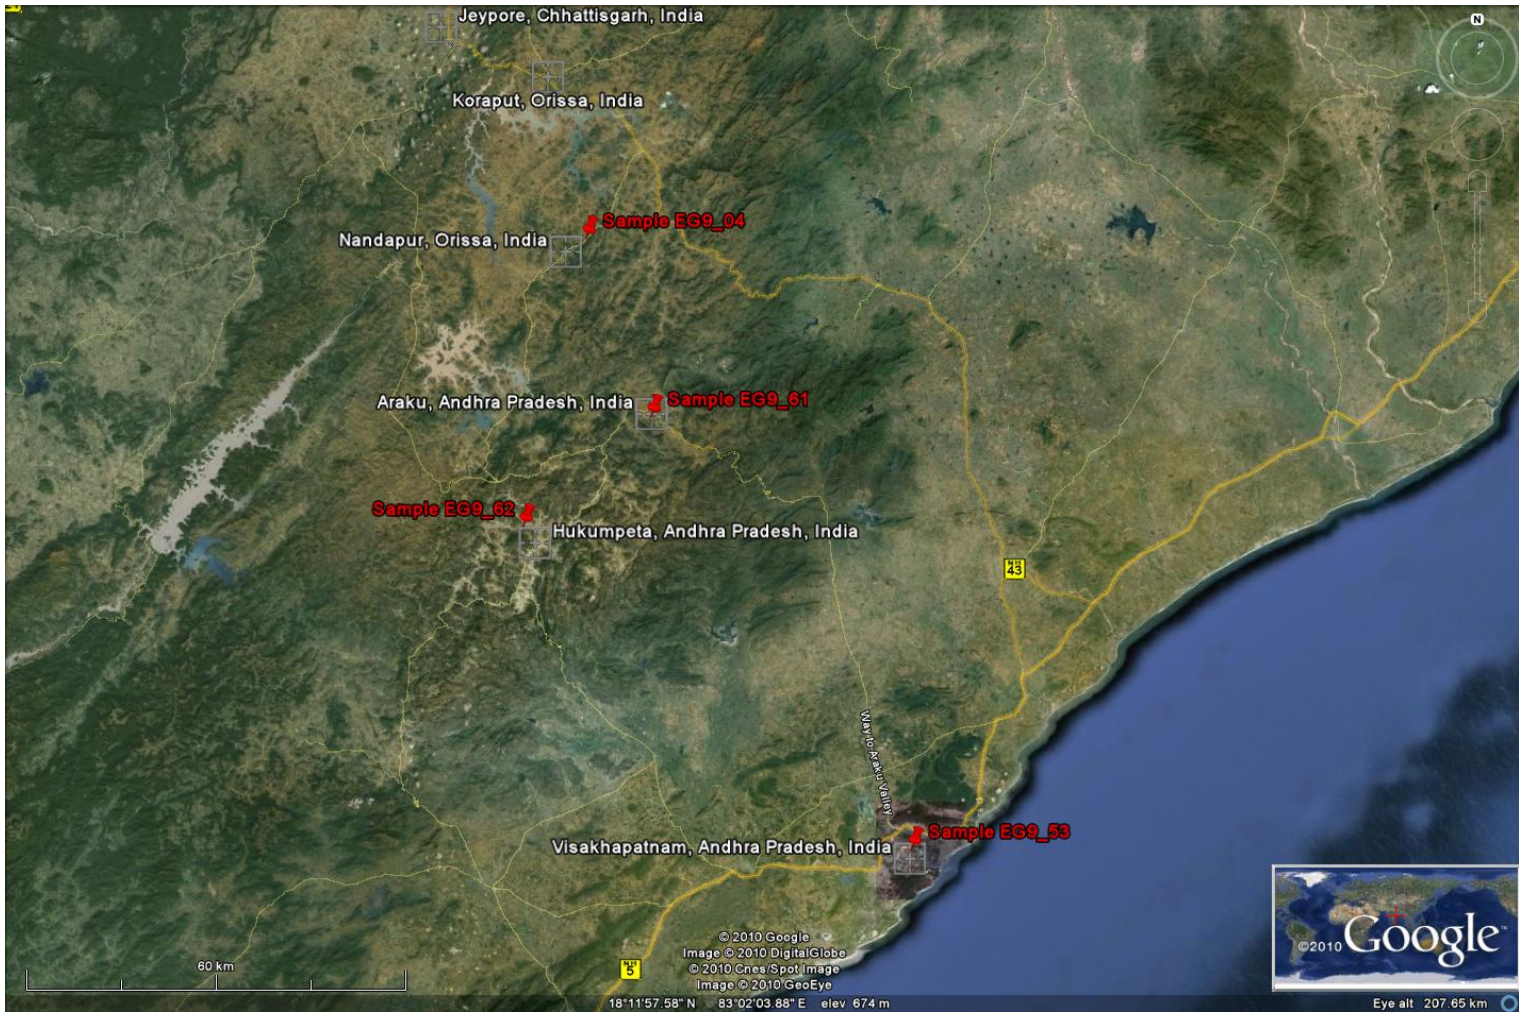 Jeypore, Chhattisgarh, India
N
Koraput, Orissa, India
Sample EG9_04
Nandapur, Orissa, India
Araku, Andhra Pradesh, India
Sample EG9_61
Sample EG9_62
Hukumpeta, Andhra Pradesh, India
43
Way to Araku Valley
Sample EG9_53
Visakhapatnam, Andhra Pradesh, India
© 2010 Google
Image © 2010 DigitalGlobe
© 2010 Cnes/Spot Image
Image © 2010 GeoEye
5
60 km
©2010 Google™
18°11'57.58" N 83°02'03.88" E elev 674 m
Eye alt 207.65 km